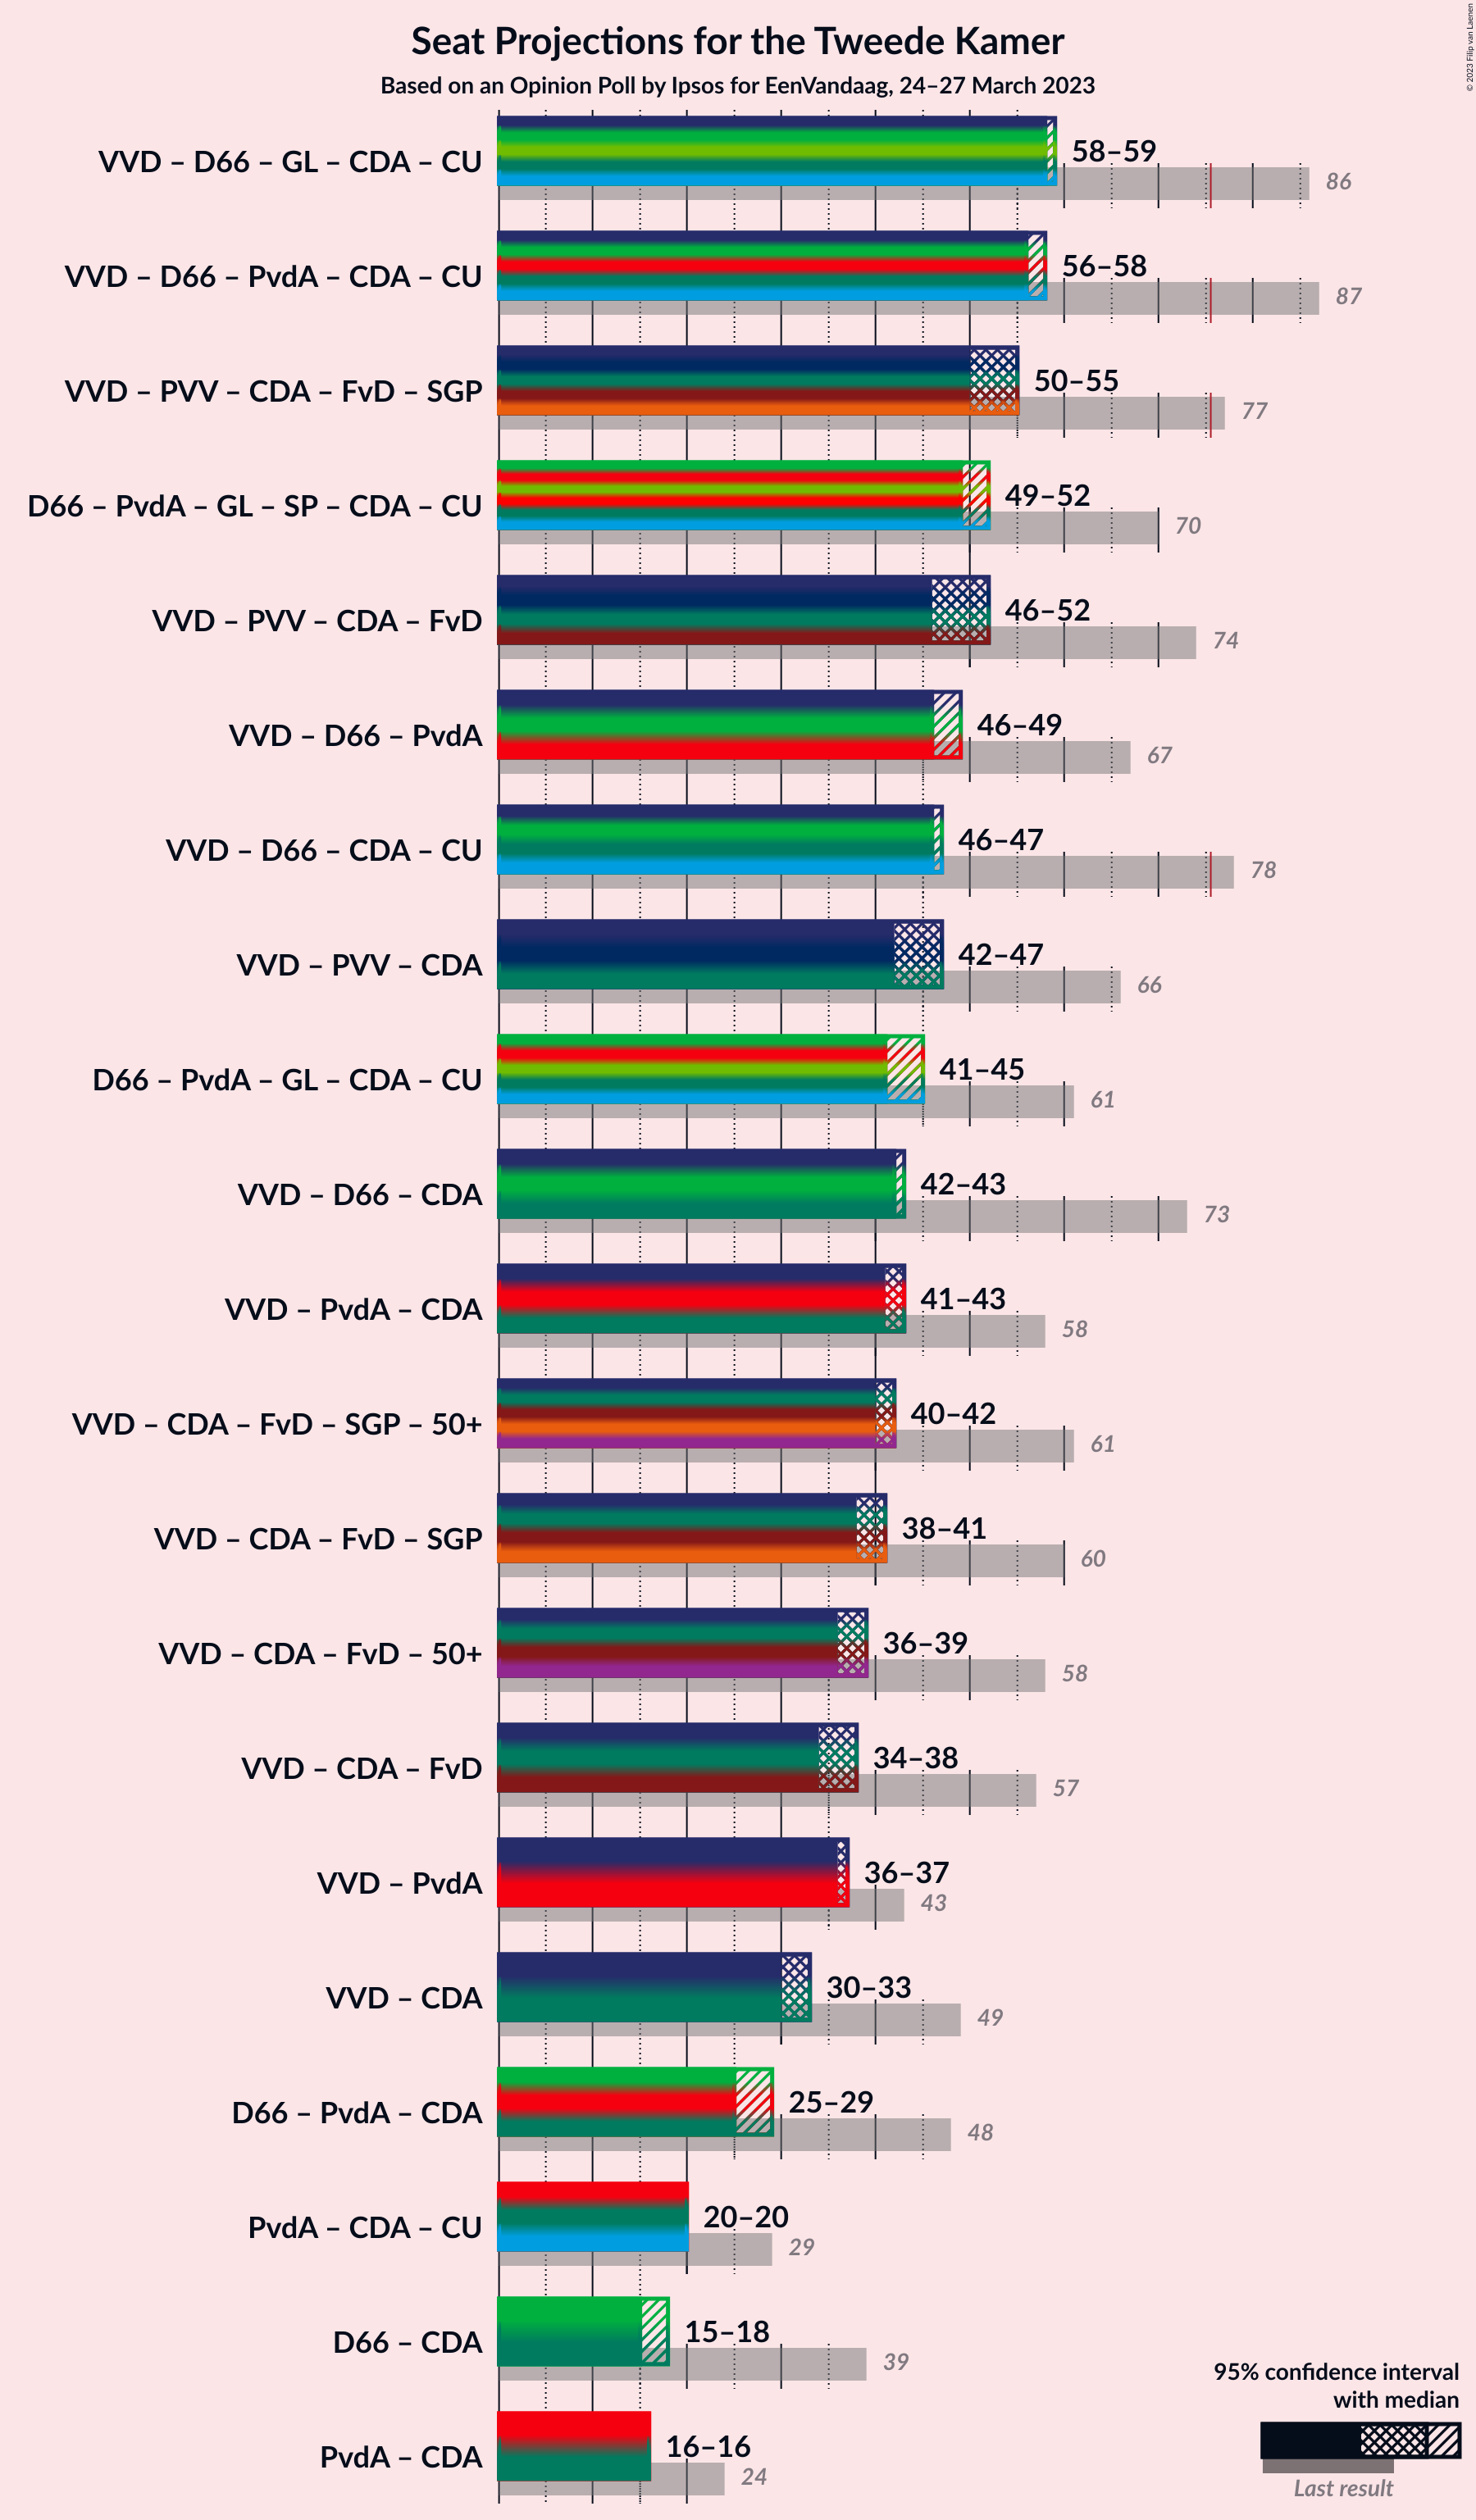 Seat Projections for the Tweede Kamer
Based on an Opinion Poll by Ipsos for EenVandaag, 24–27 March 2023
© 2023 Filip van Laenen
VVD – D66 – GL – CDA – CU
58–59
86
VVD – D66 – PvdA – CDA – CU
56–58
87
VVD – PVV – CDA – FvD – SGP
50–55
77
D66 – PvdA – GL – SP – CDA – CU
49–52
70
VVD – PVV – CDA – FvD
46–52
74
VVD – D66 – PvdA
46–49
67
VVD – D66 – CDA – CU
46–47
78
VVD – PVV – CDA
42–47
66
D66 – PvdA – GL – CDA – CU
41–45
61
VVD – D66 – CDA
42–43
73
VVD – PvdA – CDA
41–43
58
VVD – CDA – FvD – SGP – 50+
40–42
61
VVD – CDA – FvD – SGP
38–41
60
VVD – CDA – FvD – 50+
36–39
58
VVD – CDA – FvD
34–38
57
VVD – PvdA
36–37
43
VVD – CDA
30–33
49
D66 – PvdA – CDA
25–29
48
PvdA – CDA – CU
20–20
29
D66 – CDA
15–18
39
PvdA – CDA
16–16
24
95% confidence interval
with median
Last result